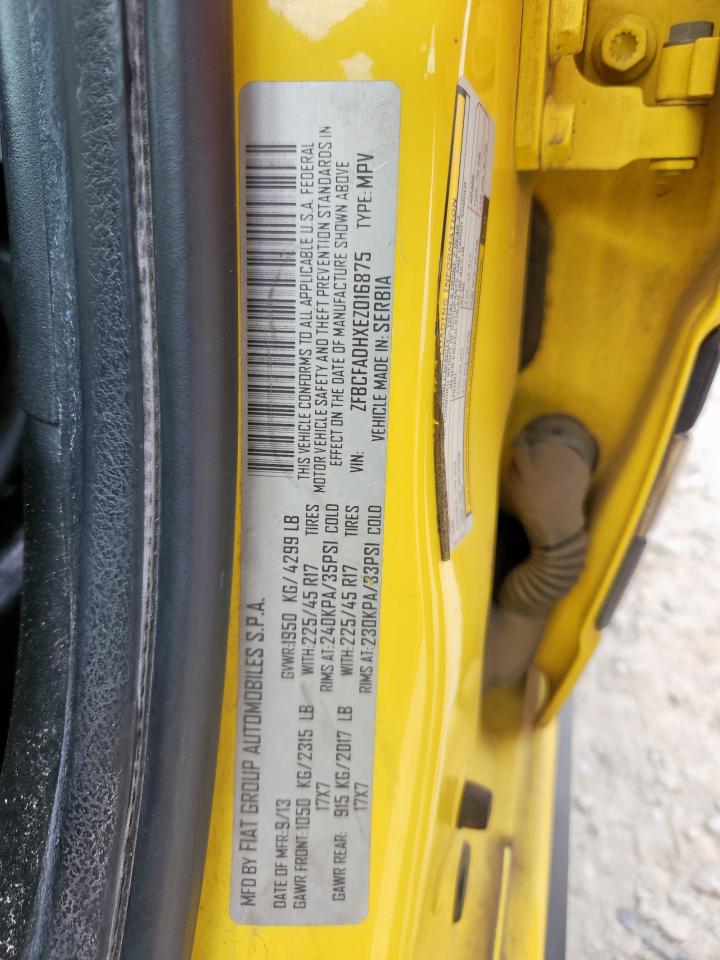 MFD BY FIAT GROUP AUTOMOBILES S.P.A.
DATE OF MFR:9/13 GVWR:1950 KG/4299 LB
GAWR FRONT:1050 KG/2315 LB WITH:225/45 R17 TIRES
17X7 RIMS AT:240KPA/35PSI COLD
GAWR REAR: 915 KG/2017 LB WITH:225/45 R17 TIRES
17X7 RIMS AT:230KPA/33PSI COLD
THIS VEHICLE CONFORMS TO ALL APPLICABLE U.S.A. FEDERAL
MOTOR VEHICLE SAFETY AND THEFT PREVENTION STANDARDS IN
EFFECT ON THE DATE OF MANUFACTURE SHOWN ABOVE
VIN: ZFBCFADHXEZ016875 TYPE: MPV
VEHICLE MADE IN: SERBIA